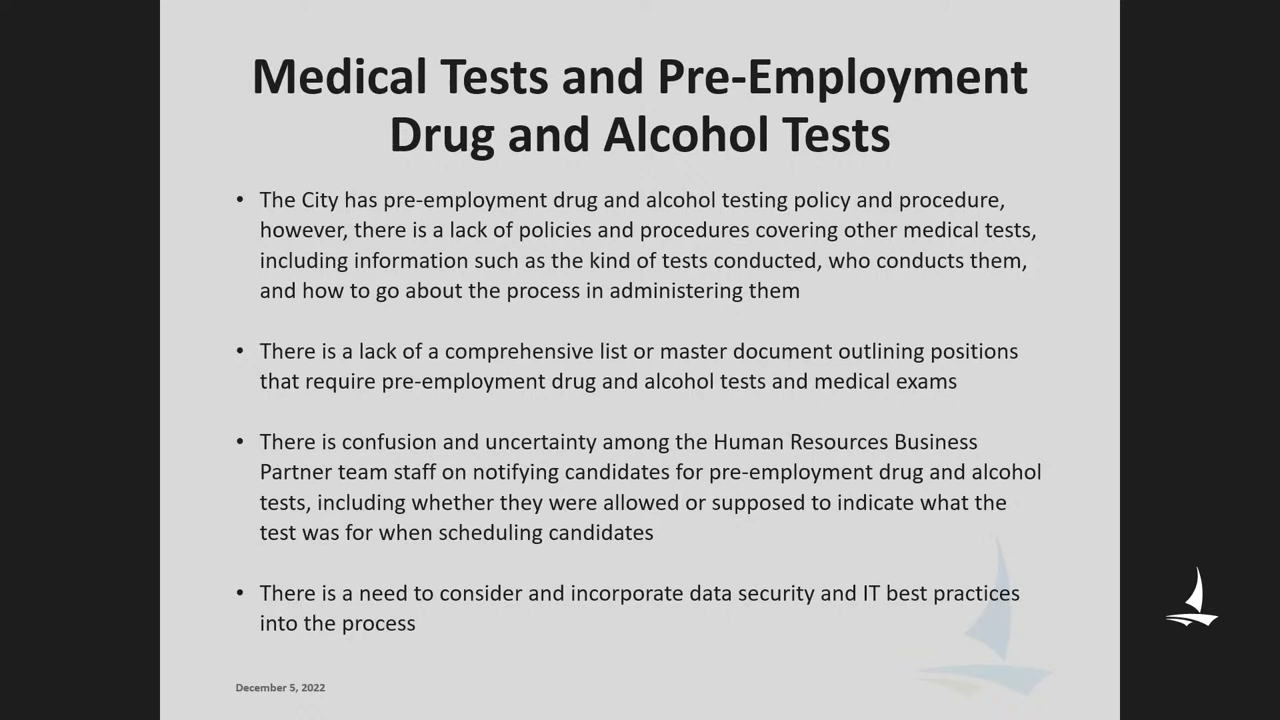 Medical Tests and Pre-Employment
Drug and Alcohol Tests
• The City has pre-employment drug and alcohol testing policy and procedure,
however, there is a lack of policies and procedures covering other medical tests,
including information such as the kind of tests conducted, who conducts them,
and how to go about the process in administering them
• There is a lack of a comprehensive list or master document outlining positions
that require pre-employment drug and alcohol tests and medical exams
• There is confusion and uncertainty among the Human Resources Business
Partner team staff on notifying candidates for pre-employment drug and alcohol
tests, including whether they were allowed or supposed to indicate what the
test was for when scheduling candidates
• There is a need to consider and incorporate data security and IT best practices
into the process
December 5, 2022